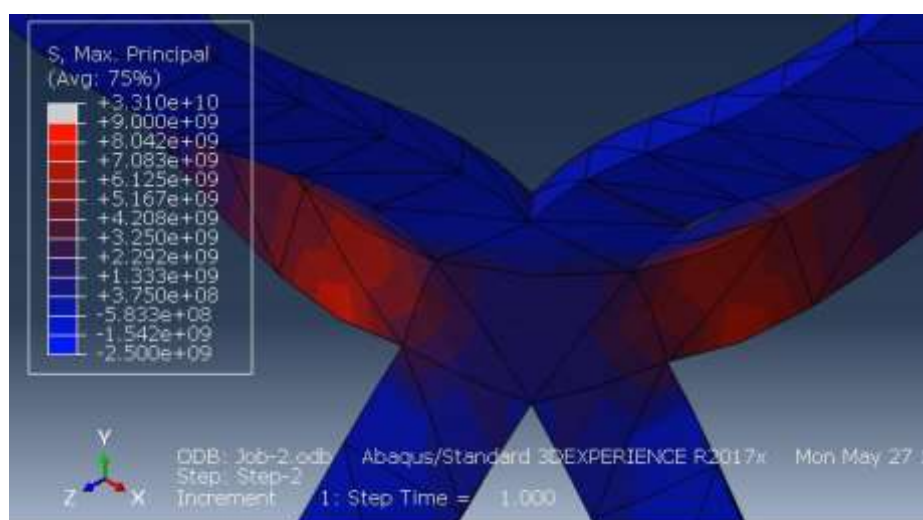 S, Max. Principal
(Avg: 75%)
+3.310e+10
+9.000e+09
+8.042e+09
+7.083e+09
+6.125e+09
+5.167e+09
+4.208e+09
+3.250e+09
+2.292e+09
+1.333e+09
+3.750e+08
-5.833e+08
-1.542e+09
-2.500e+09
Y
Z X
ODB: Job-2.odb Abaqus/Standard 3DEXPERIENCE R2017x Mon May 27
Step: Step-2
Increment 1: Step Time = 1.000